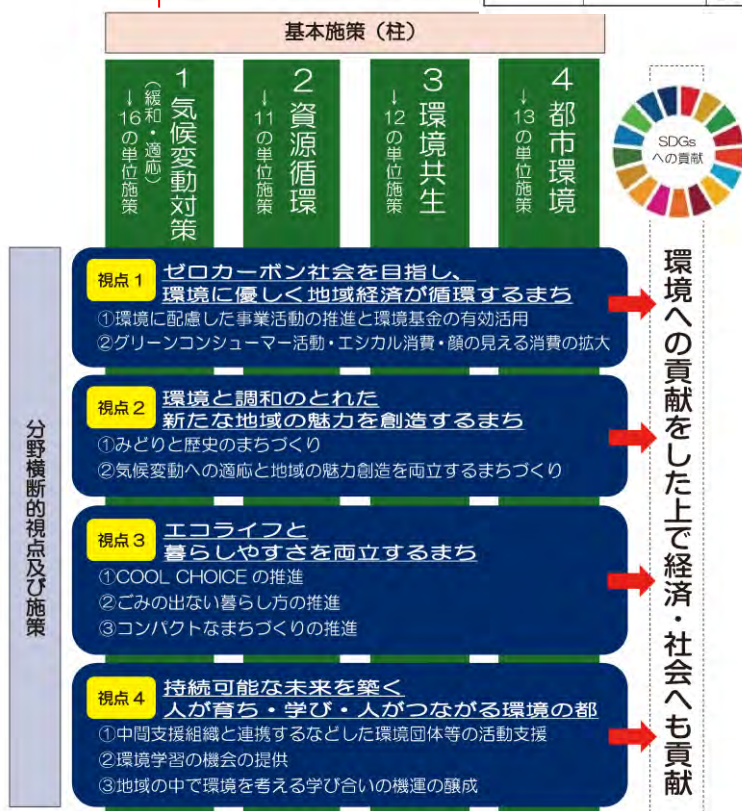 基本施策（柱）
1 気候変動対策
（緩和・適応）
→16の単位施策
2 資源循環
→11の単位施策
3 環境共生
→12の単位施策
4 都市環境
→13の単位施策
SDGs
への貢献
分野横断的視点及び施策
視点1
ゼロカーボン社会を目指し、
環境に優しく地域経済が循環するまち
①環境に配慮した事業活動の推進と環境基金の有効活用
②グリーンコンシューマー活動・エシカル消費・顔の見える消費の拡大
視点2
環境と調和のとれた
新たな地域の魅力を創造するまち
①みどりと歴史のまちづくり
②気候変動への適応と地域の魅力創造を両立するまちづくり
視点3
エコライフと
暮らしやすさを両立するまち
①COOL CHOICE の推進
②ごみの出ない暮らし方の推進
③コンパクトなまちづくりの推進
視点4
持続可能な未来を築く
人が育ち・学び・人がつながる環境の都
①中間支援組織と連携するなどした環境団体等の活動支援
②環境学習の機会の提供
③地域の中で環境を考える学び合いの機運の醸成
環境への貢献をした上で経済・社会へも貢献